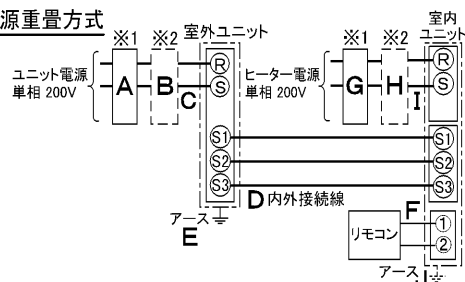 源重畳方式
※1 ※2 室外ユニット
ユニット電源
単相 200V
A B C R S
※1 ※2 室内
ユニット
ヒーター電源
単相 200V
G H I R S
S1 S1
S2 S2
S3 S3
D 内外接続線
アース
E
F
リモコン
1
2
アース